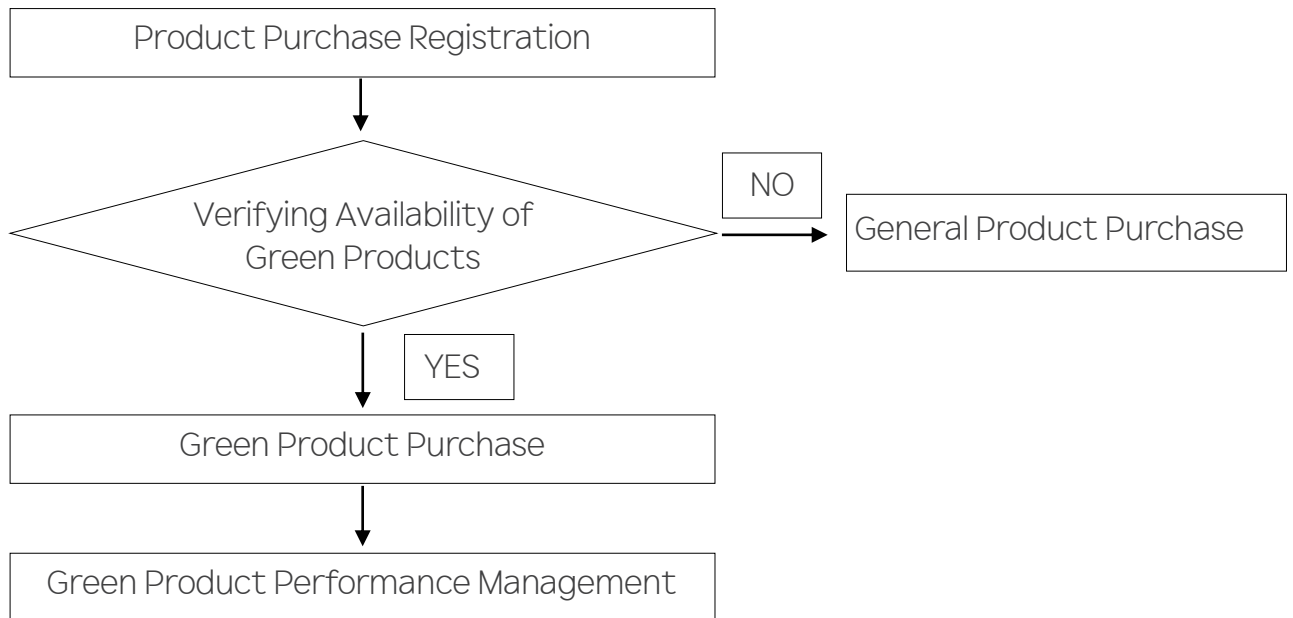 Product Purchase Registration
Verifying Availability of
Green Products
NO
General Product Purchase
YES
Green Product Purchase
Green Product Performance Management